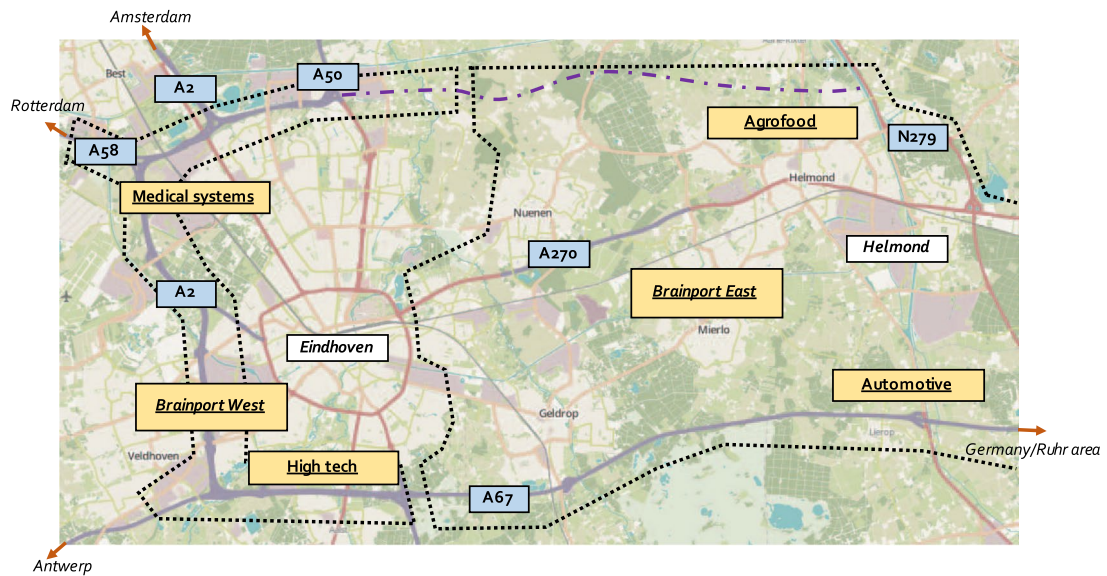 Amsterdam
Best
A2
A50
Rotterdam
A58
Agrofood
N279
Medical systems
Helmond
Nuenen
A270
Helmond
A2
Brainport East
Mierlo
Eindhoven
Automotive
Brainport West
Geldrop
Lierop
Germany/Ruhr area
Veldhoven
High tech
A67
Antwerp